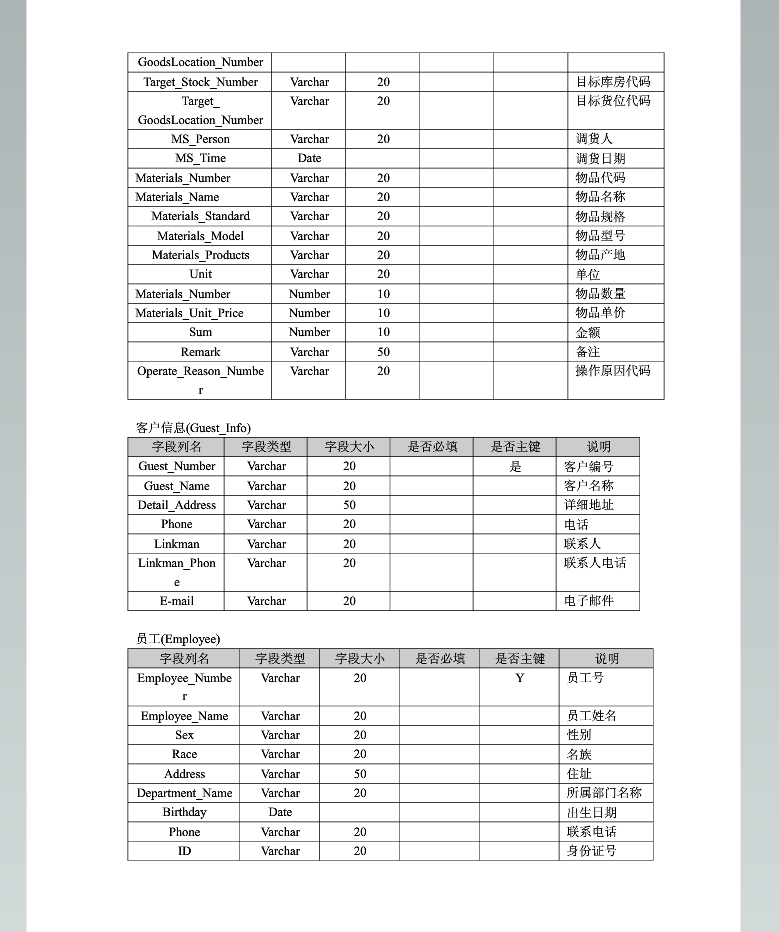 GoodsLocation_Number
Target_Stock_Number Varchar 20 目标库房代码
Target_ Varchar 20 目标货位代码
GoodsLocation_Number
MS_Person Varchar 20 调货人
MS_Time Date 调货日期
Materials_Number Varchar 20 物品代码
Materials_Name Varchar 20 物品名称
Materials_Standard Varchar 20 物品规格
Materials_Model Varchar 20 物品型号
Materials_Products Varchar 20 物品产地
Unit Varchar 20 单位
Materials_Number Number 10 物品数量
Materials_Unit_Price Number 10 物品单价
Sum Number 10 金额
Remark Varchar 50 备注
Operate_Reason_Numbe Varchar 20 操作原因代码
r
客户信息(Guest_Info)
字段列名 字段类型 字段大小 是否必填 是否主键 说明
Guest_Number Varchar 20 是 客户编号
Guest_Name Varchar 20 客户名称
Detail_Address Varchar 50 详细地址
Phone Varchar 20 电话
Linkman Varchar 20 联系人
Linkman_Phon Varchar 20 联系人电话
e
E-mail Varchar 20 电子邮件
员工(Employee)
字段列名 字段类型 字段大小 是否必填 是否主键 说明
Employee_Numbe Varchar 20 Y 员工号
r
Employee_Name Varchar 20 员工姓名
Sex Varchar 20 性别
Race Varchar 20 名族
Address Varchar 50 住址
Department_Name Varchar 20 所属部门名称
Birthday Date 出生日期
Phone Varchar 20 联系电话
ID Varchar 20 身份证号